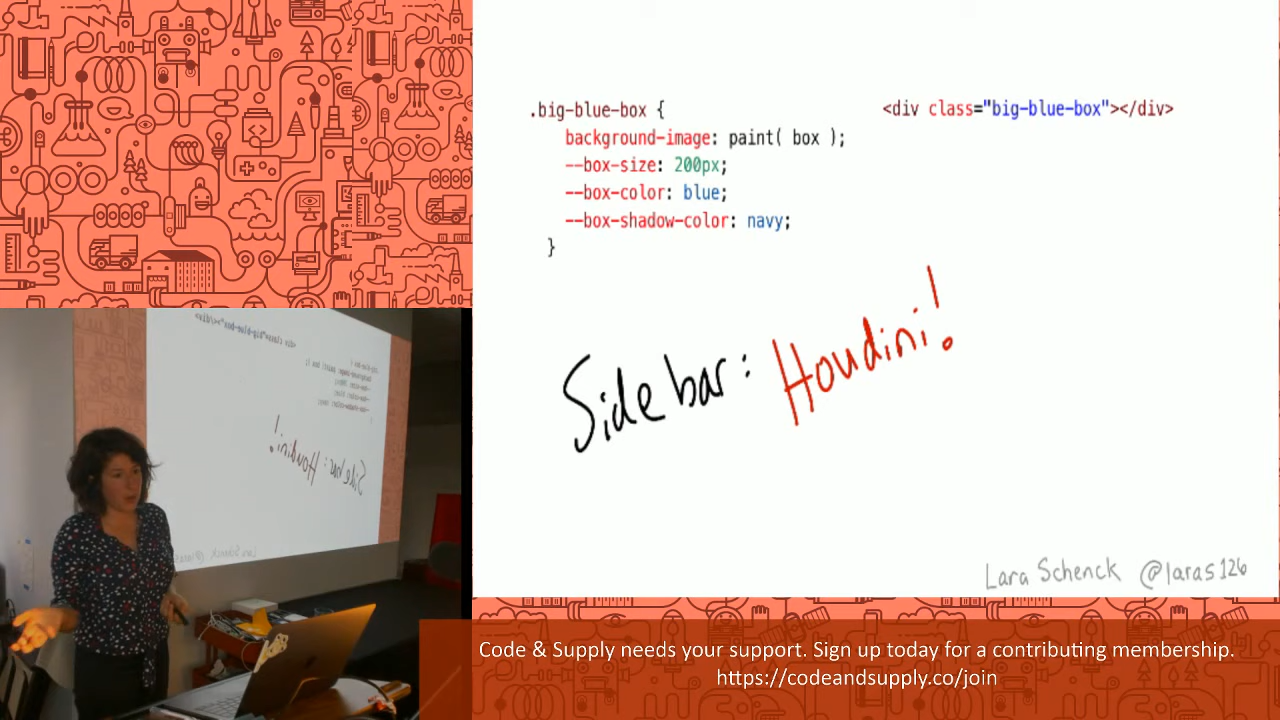 .big-blue-box {
background-image: paint( box );
--box-size: 200px;
--box-color: blue;
--box-shadow-color: navy;
}
<div class="big-blue-box"></div>
Sidebar: Houdini!
Lara Schenck @laras126
Code & Supply needs your support. Sign up today for a contributing membership.
https://codeandsupply.co/join